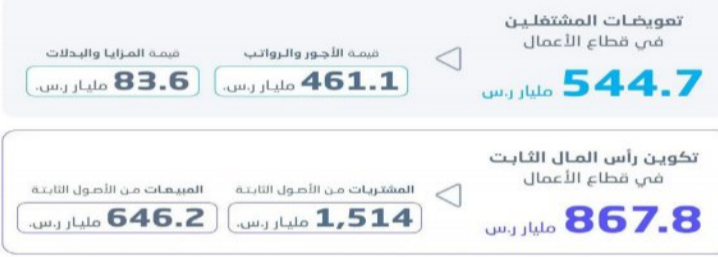 تعويضات المشتغلين
في قطاع الأعمال
544.7 مليار ر.س
قيمة الأجور والرواتب
461.1 مليار ر.س.
قيمة المزايا والبدلات
83.6 مليار ر.س.
تكوين رأس المال الثابت
في قطاع الأعمال
867.8 مليار ر.س
المشتريات من الأصول الثابتة
1,514 مليار ر.س.
المبيعات من الأصول الثابتة
646.2 مليار ر.س.